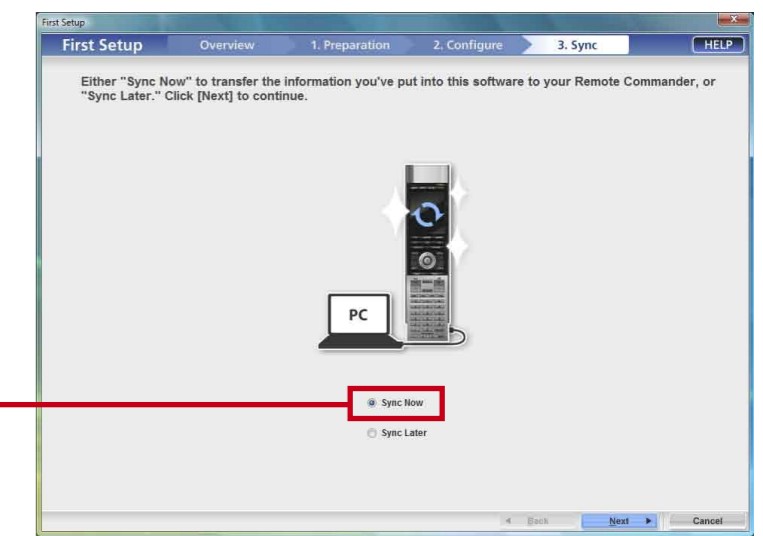 First Setup
First Setup Overview 1. Preparation 2. Configure 3. Sync HELP
Either "Sync Now" to transfer the information you've put into this software to your Remote Commander, or
"Sync Later." Click [Next] to continue.
PC
Sync Now
Sync Later
Back Next Cancel